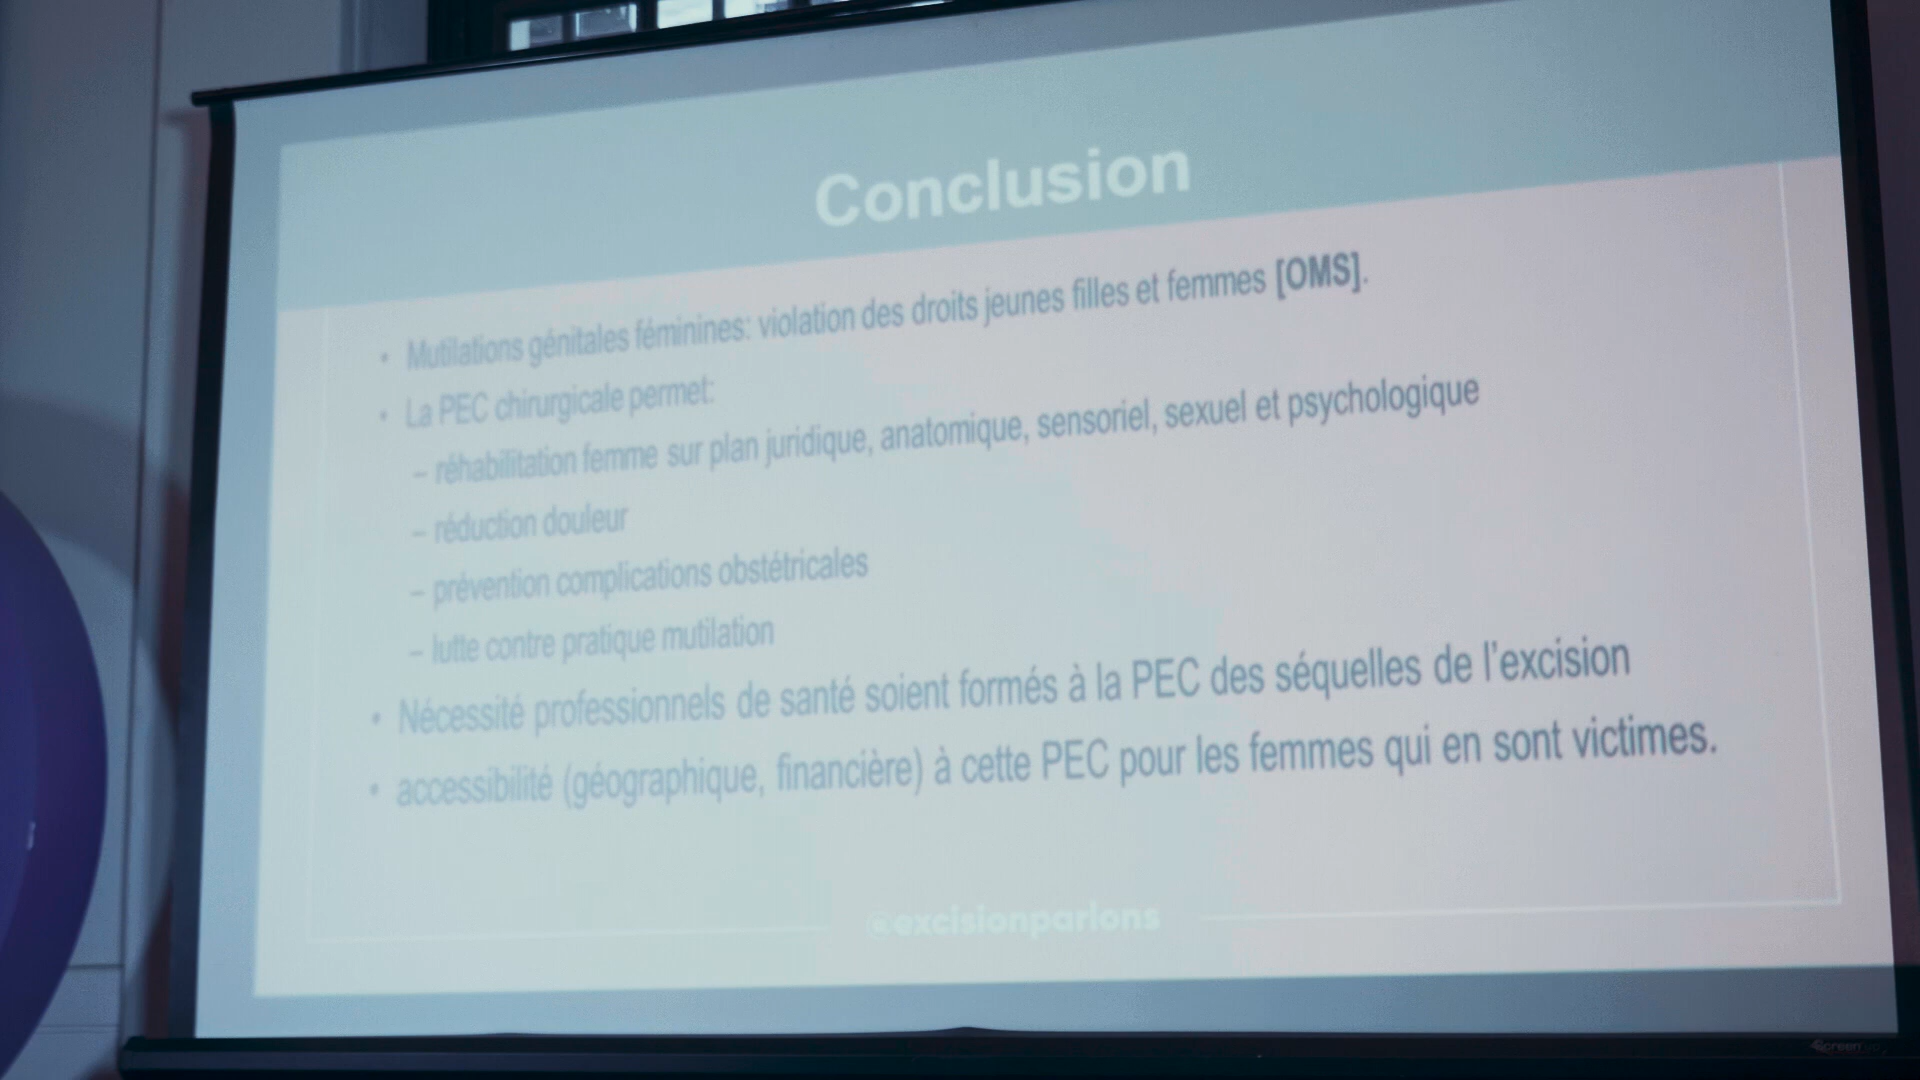 Conclusion
• Mutilations génitales féminines: violation des droits jeunes filles et femmes [OMS].
• La PEC chirurgicale permet:
– réhabilitation femme sur plan juridique, anatomique, sensoriel, sexuel et psychologique
– réduction douleur
– prévention complications obstétricales
– lutte contre pratique mutilation
• Nécessité professionnels de santé soient formés à la PEC des séquelles de l'excision
• accessibilité (géographique, financière) à cette PEC pour les femmes qui en sont victimes.
@excisionparlons